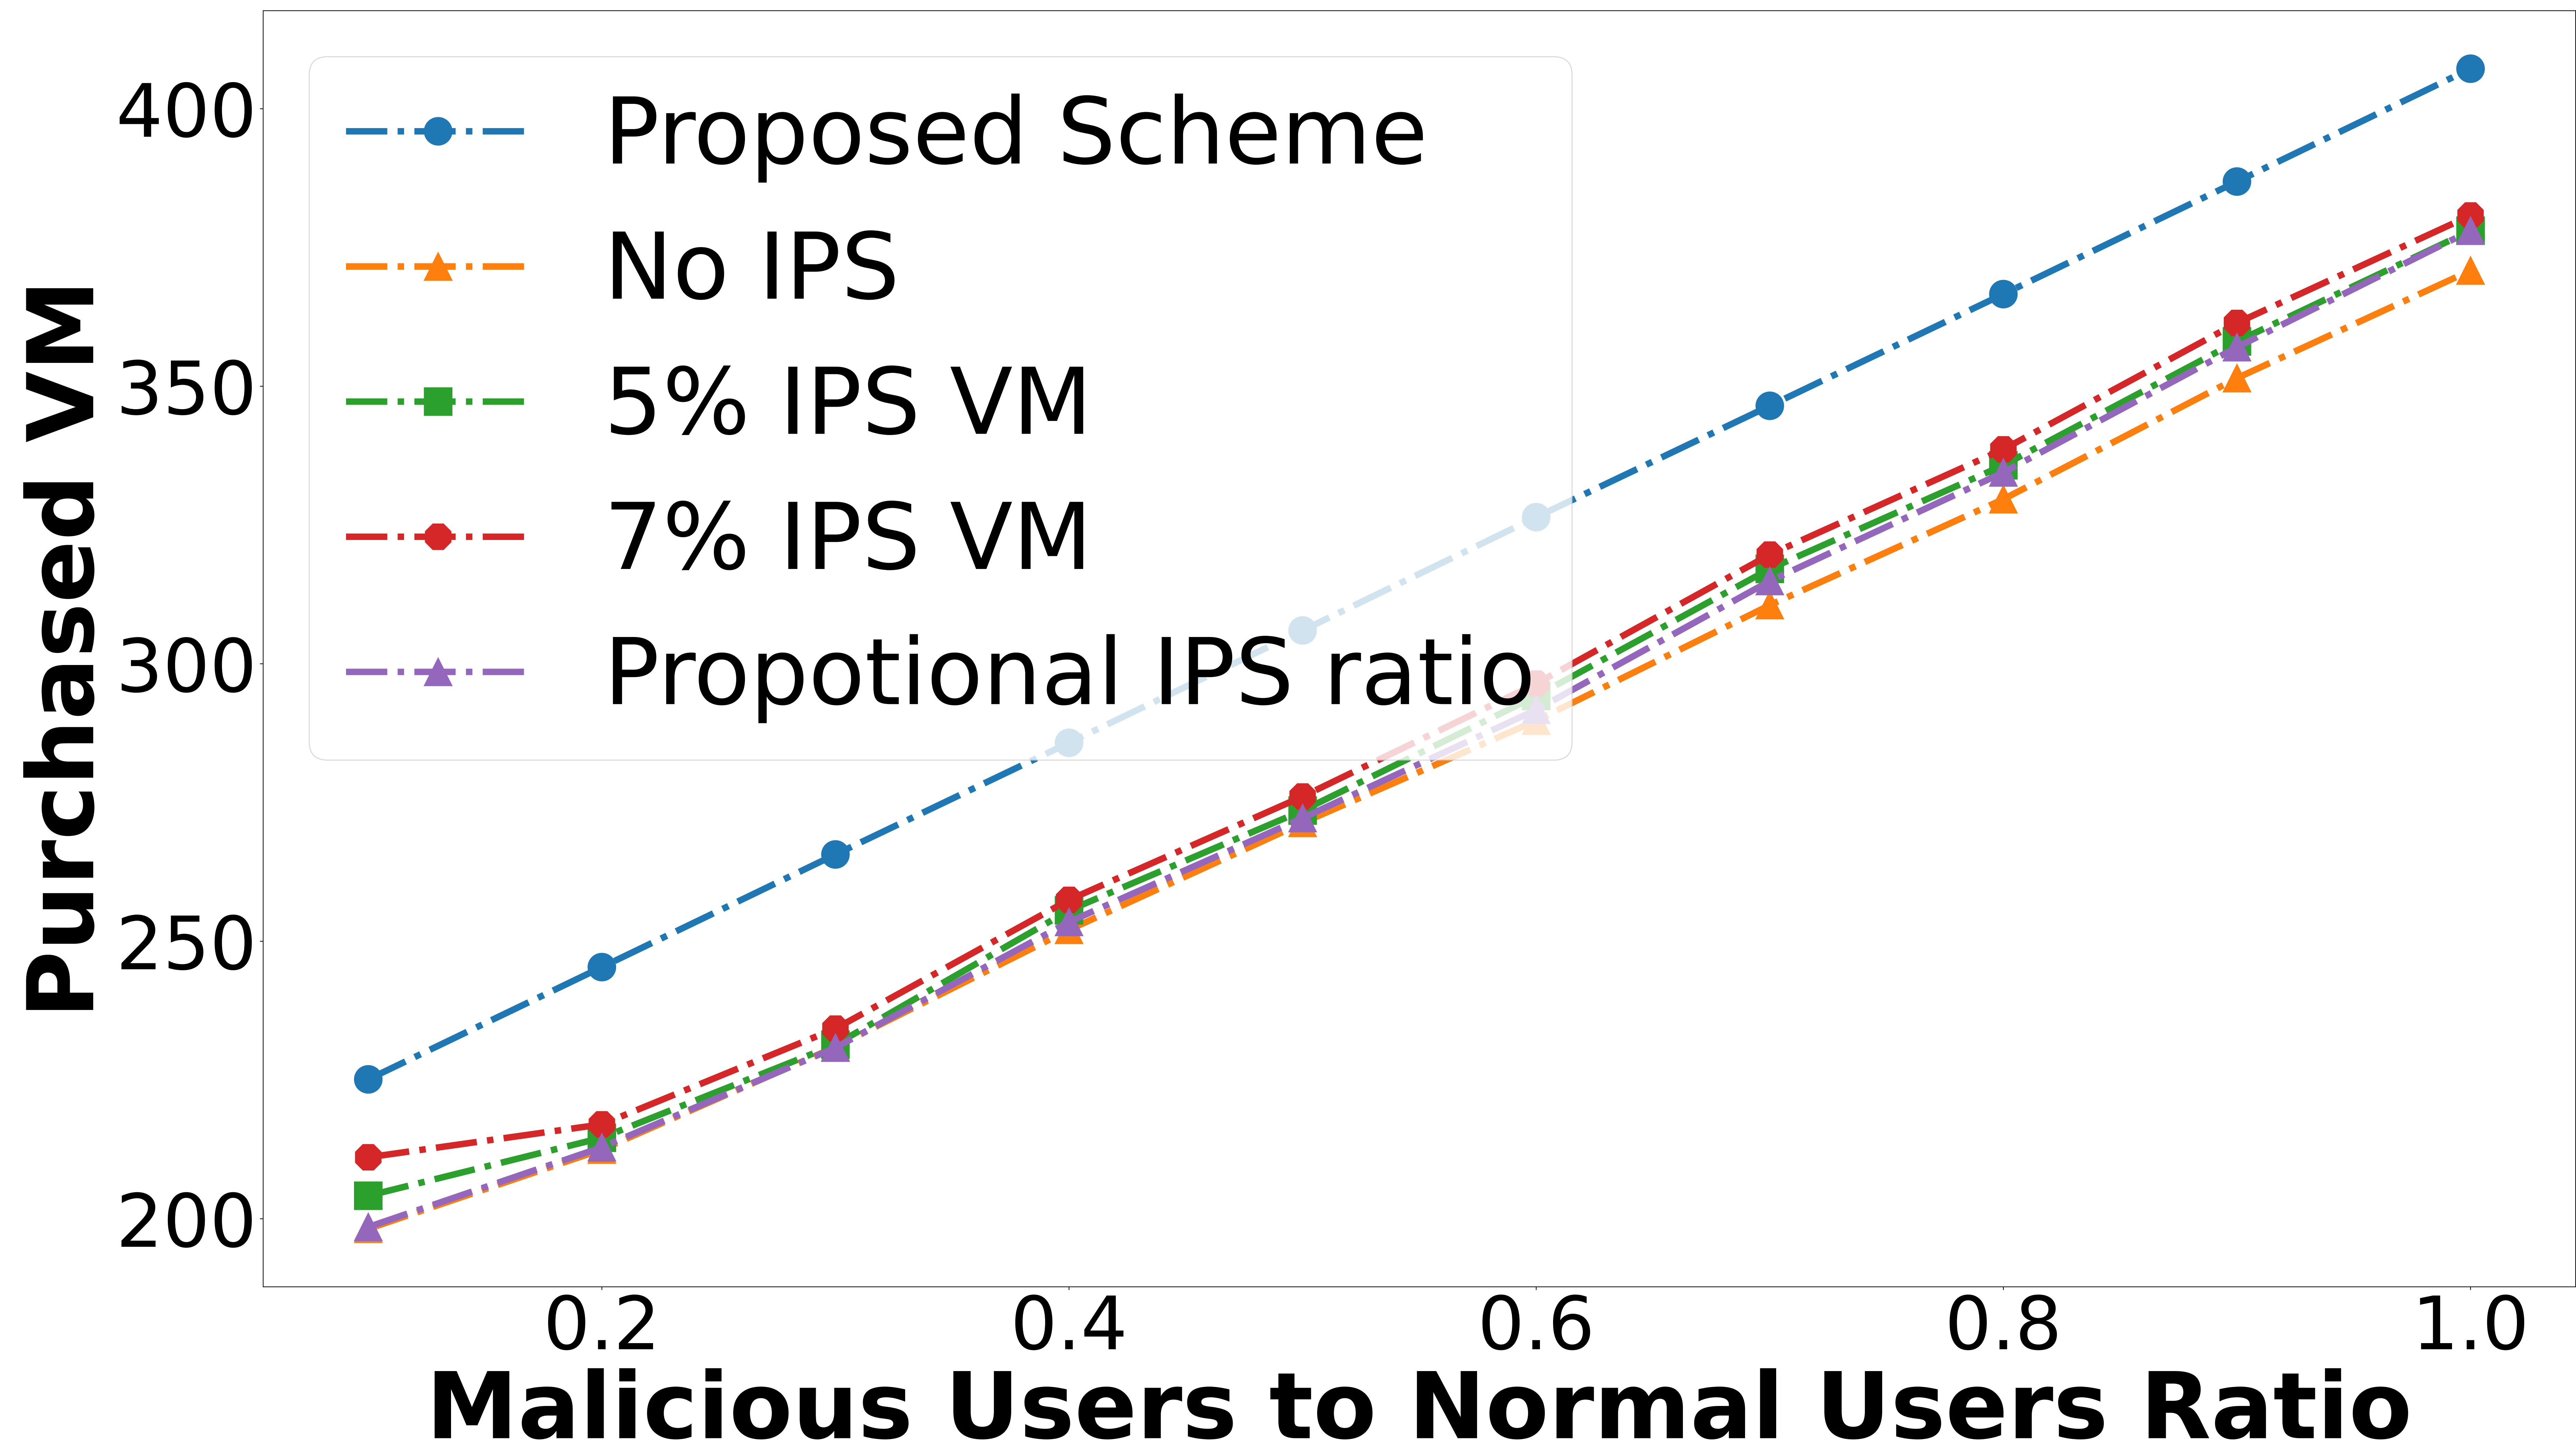 Purchased VM
400
350
300
250
200
Proposed Scheme
No IPS
5% IPS VM
7% IPS VM
Propotional IPS ratio
0.2 0.4 0.6 0.8 1.0
Malicious Users to Normal Users Ratio